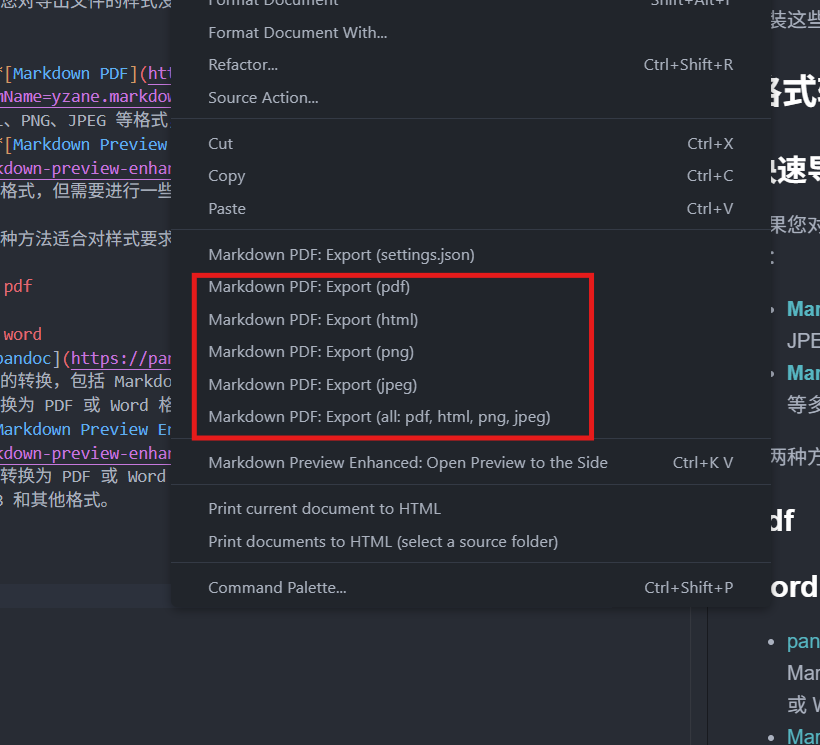 您对导出文件的样式没
Format Document Shift+Alt+F
装这些
Format Document With...
Refactor... Ctrl+Shift+R
*[Markdown PDF](htt
格式转
Source Action...
mName=yzane.markdow
、PNG、JPEG 等格式
Cut Ctrl+X
*[Markdown Preview
快速导
kdown-preview-enhan
Copy Ctrl+C
格式，但需要进行一些
Paste Ctrl+V
果您对
种方法适合对样式要求
Markdown PDF: Export (settings.json)
:
pdf
Markdown PDF: Export (pdf)
Mar
Markdown PDF: Export (html)
word
JPE
Markdown PDF: Export (png)
pandoc](https://pan
Mar
的转换，包括 Markdo
Markdown PDF: Export (jpeg)
等多
换为 PDF 或 Word 格
Markdown PDF: Export (all: pdf, html, png, jpeg)
Markdown Preview En
kdown-preview-enhan
两种方
Markdown Preview Enhanced: Open Preview to the Side Ctrl+K V
转换为 PDF 或 Word
和其他格式。
Print current document to HTML
df
Print documents to HTML (select a source folder)
Command Palette... Ctrl+Shift+P
ord
pan
Mar
或 W
Mar